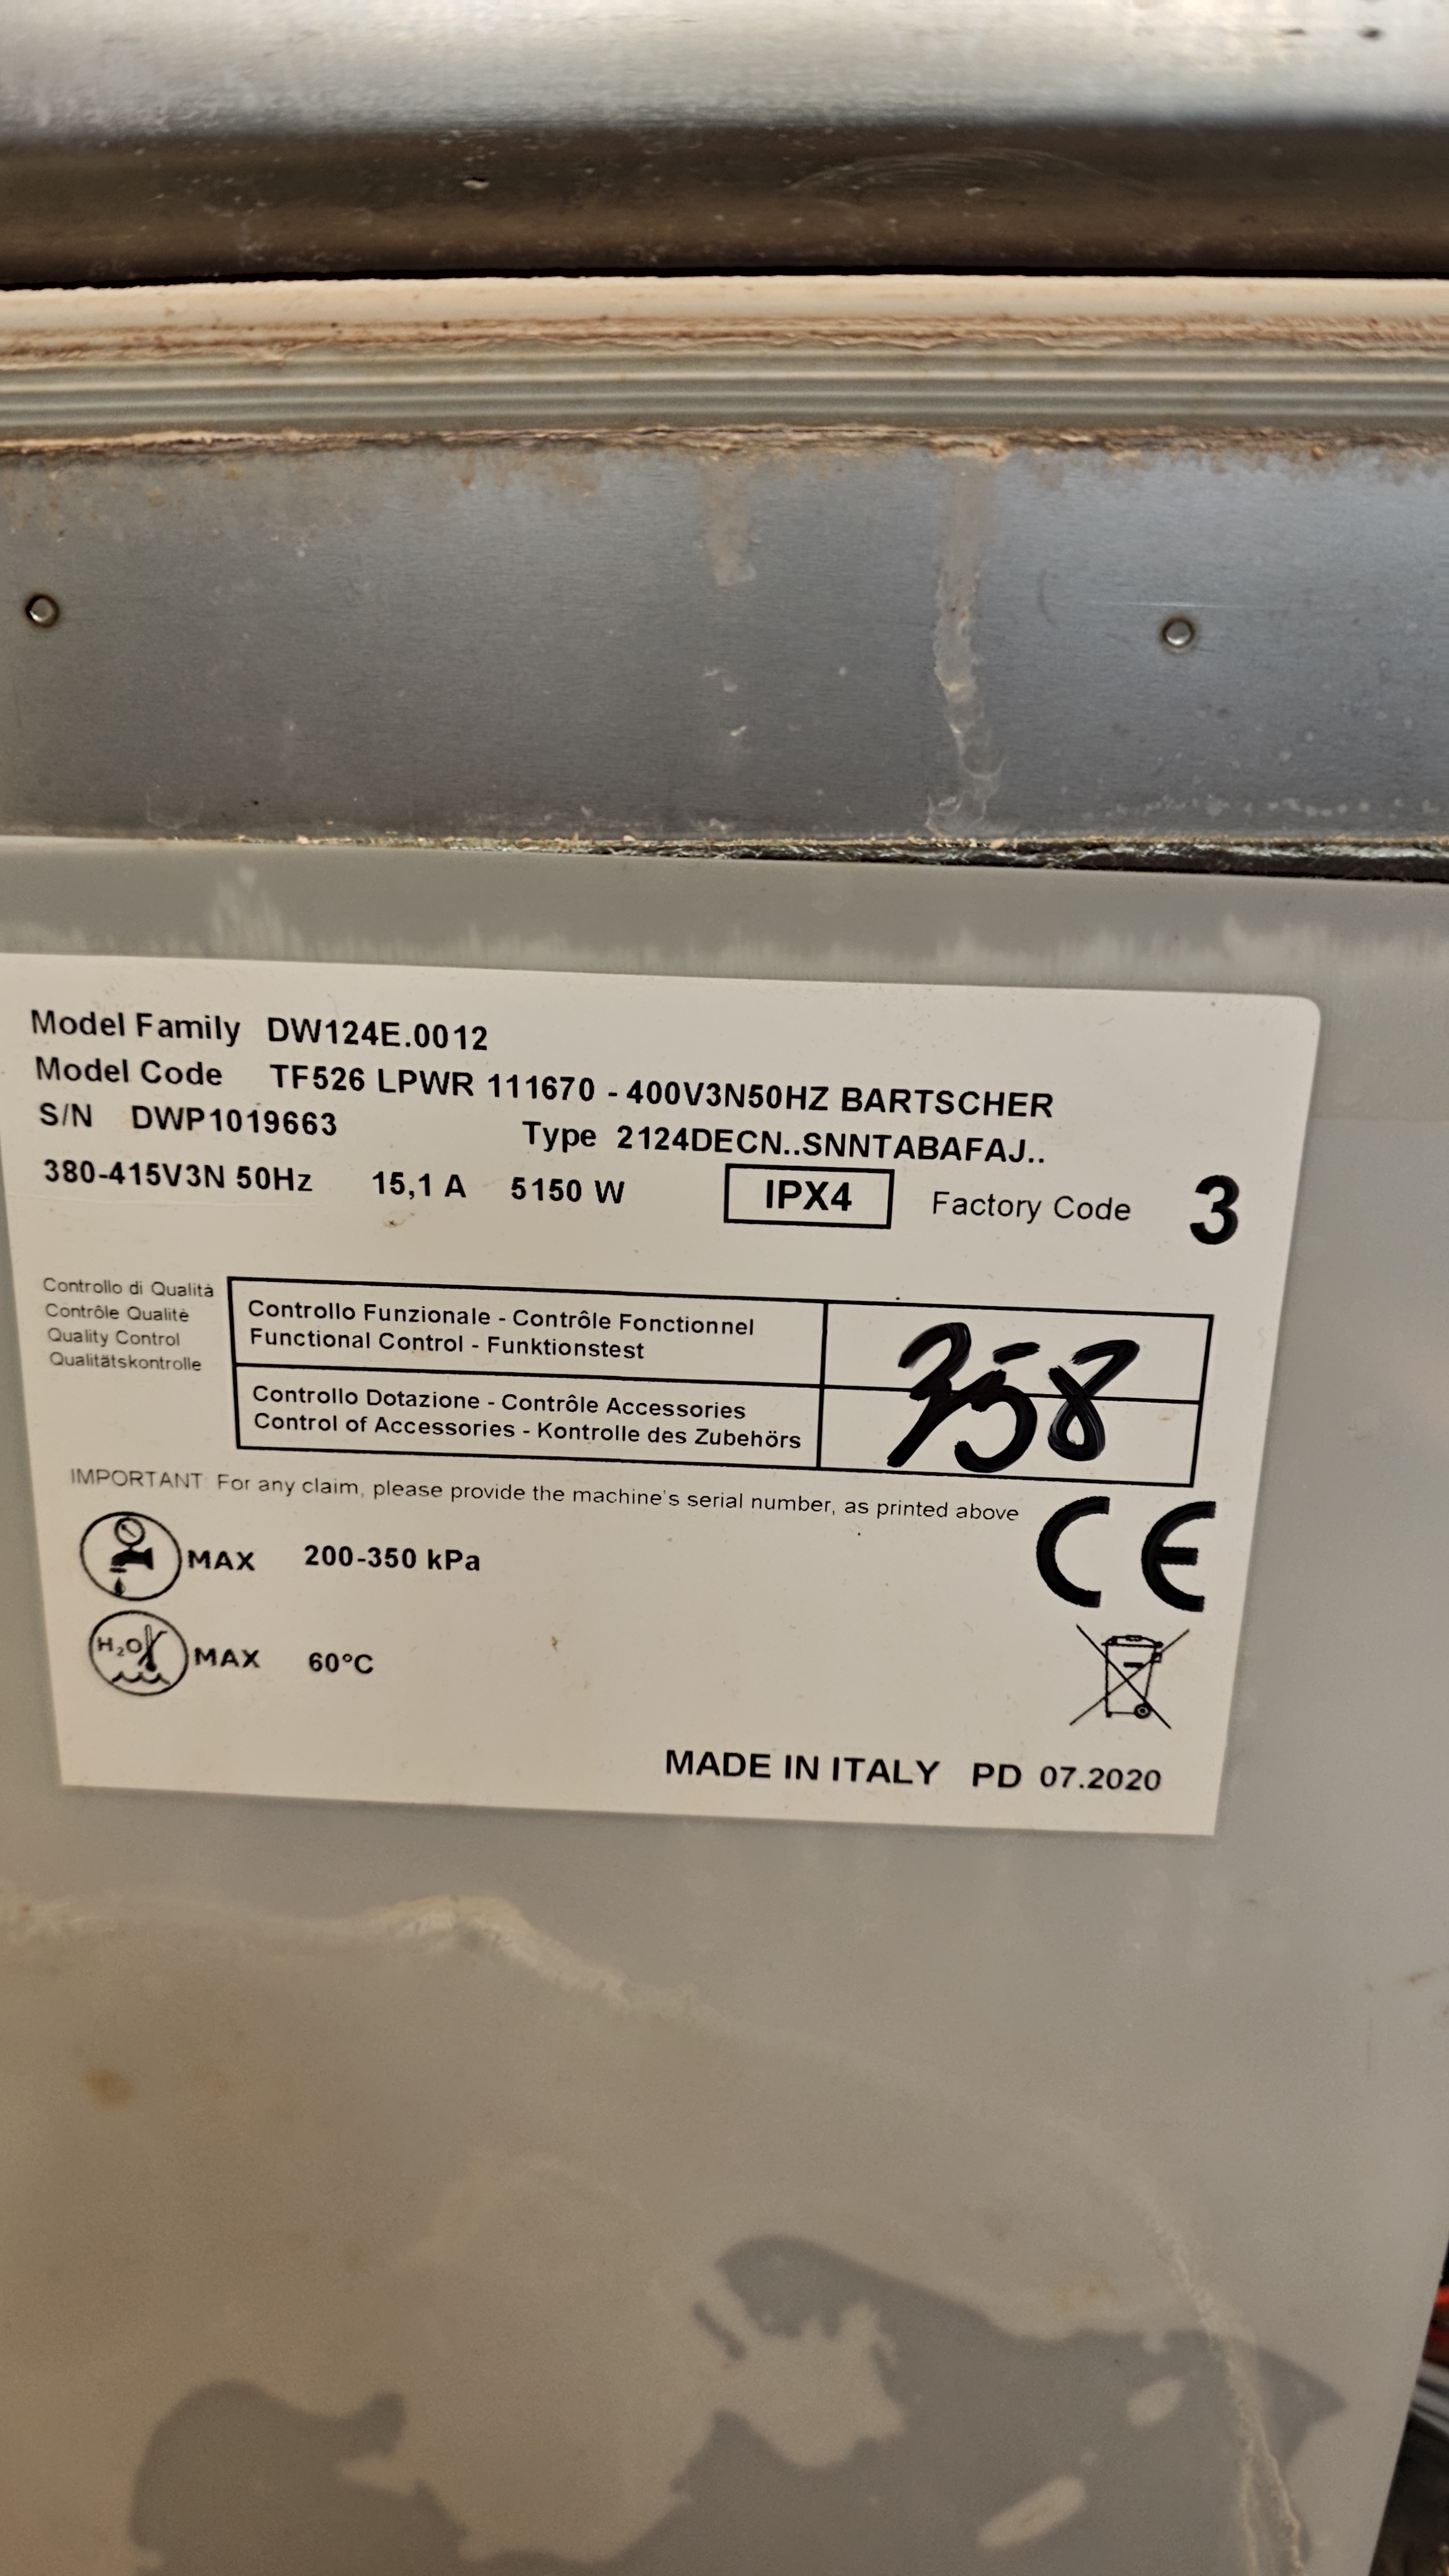 Model Family DW124E.0012
Model Code TF526 LPWR 111670 - 400V3N50HZ BARTSCHER
S/N DWP1019663 Type 2124DECN..SNNTABAFAJ..
380-415V3N 50Hz 15,1 A 5150 W IPX4 Factory Code 3
Controllo di Qualità
Contrôle Qualitè
Quality Control
Qualitätskontrolle
Controllo Funzionale - Contrôle Fonctionnel
Functional Control - Funktionstest
Controllo Dotazione - Contrôle Accessories
Control of Accessories - Kontrolle des Zubehörs
358
IMPORTANT: For any claim, please provide the machine's serial number, as printed above
CE
MAX 200-350 kPa
H₂O MAX 60°C
MADE IN ITALY PD 07.2020